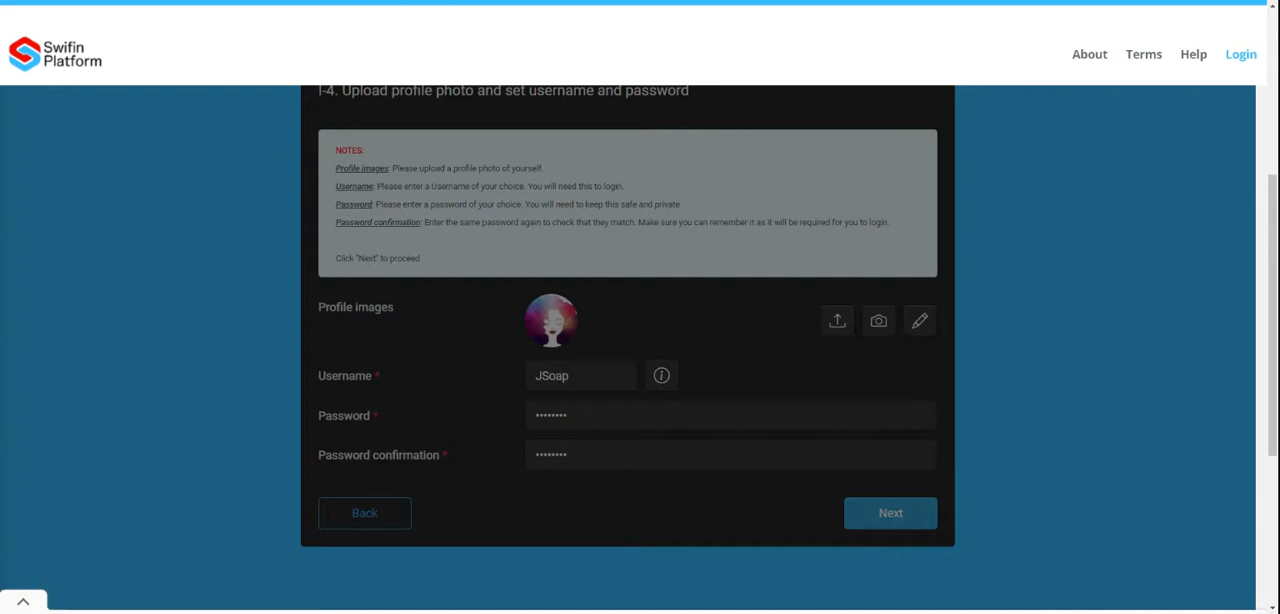 Swifin
Platform
About
Terms
Help
Login
I-4. Upload profile photo and set username and password
NOTES:
Profile images: Please upload a profile photo of yourself.
Username: Please enter a Username of your choice. You will need this to login.
Password: Please enter a password of your choice. You will need to keep this safe and private
Password confirmation: Enter the same password again to check that they match. Make sure you can remember it as it will be required for you to login.
Click "Next" to proceed
Profile images
Username *
JSoap
Password *
••••••••
Password confirmation *
••••••••
Back
Next